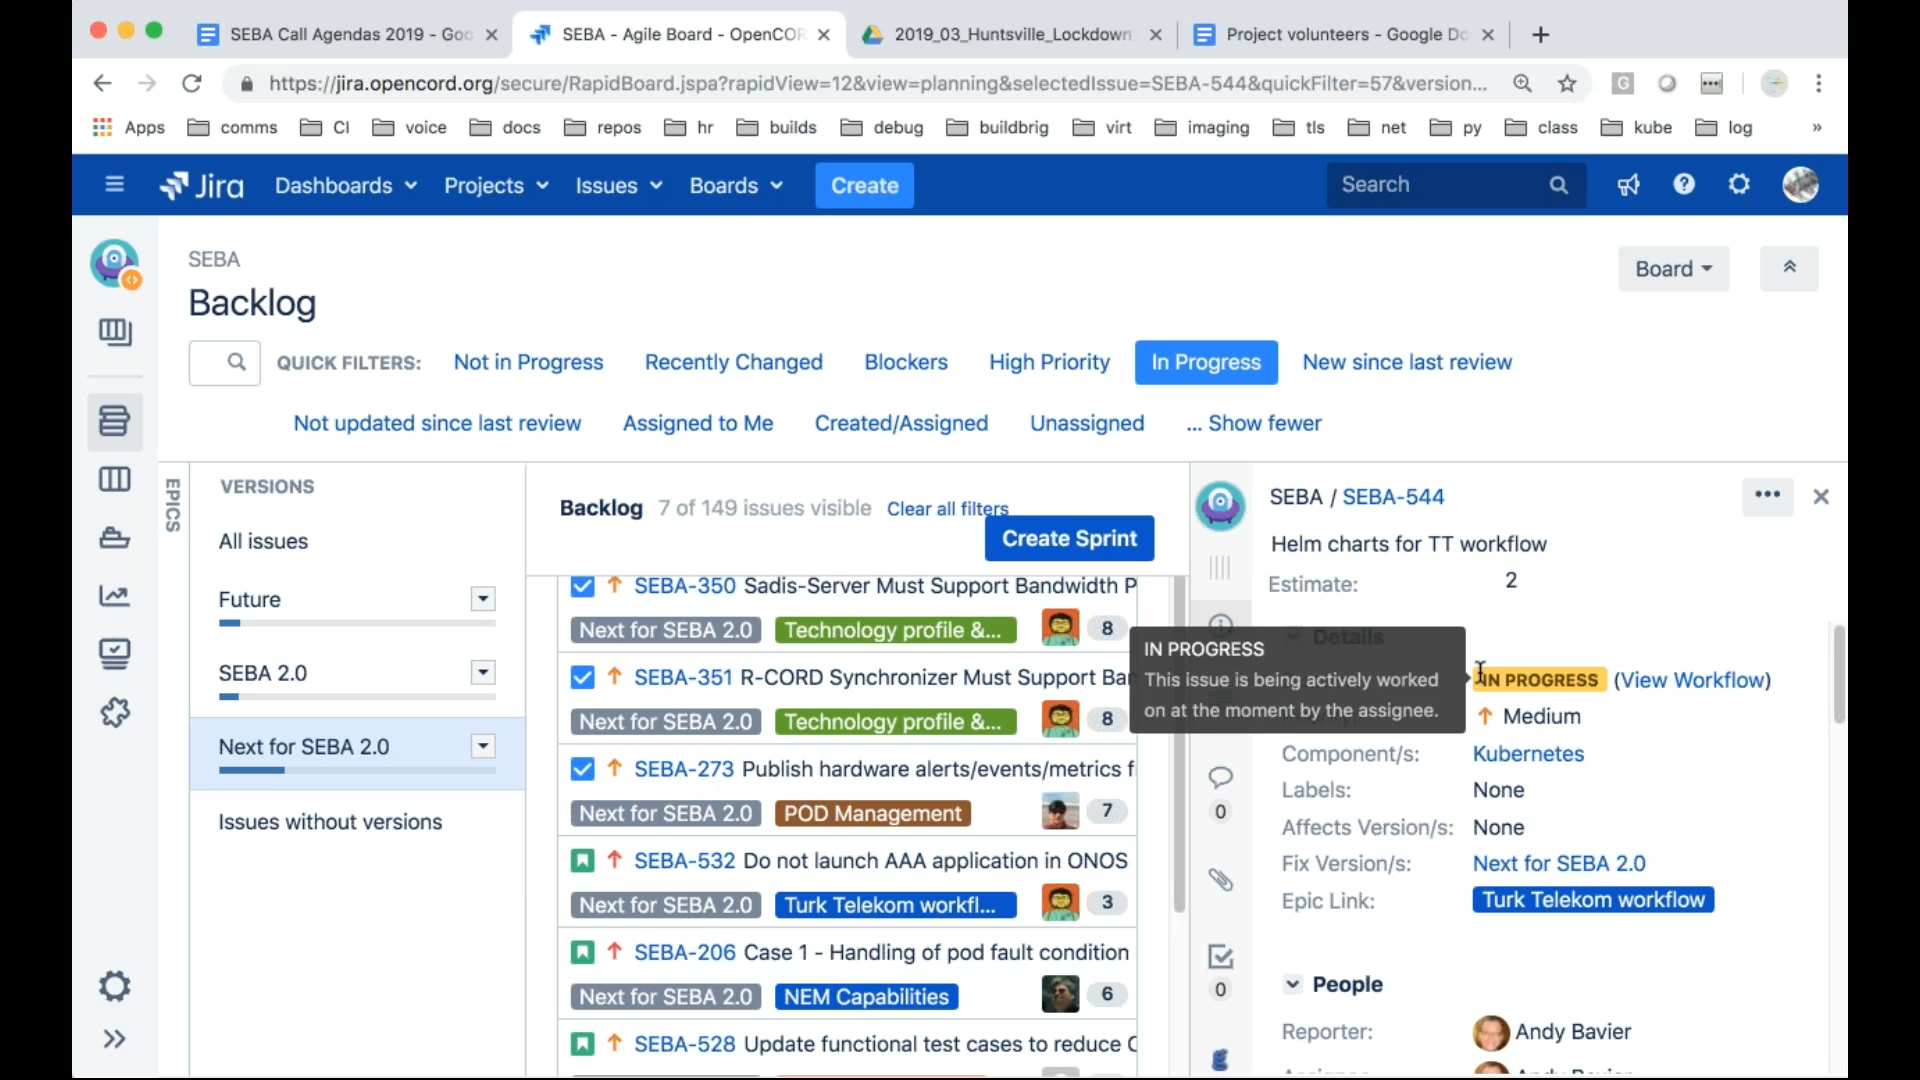 SEBA Call Agendas 2019 - Goo
SEBA - Agile Board - OpenCOR
2019_03_Huntsville_Lockdown
Project volunteers - Google Do
https://jira.opencord.org/secure/RapidBoard.jspa?rapidView=12&view=planning&selectedIssue=SEBA-544&quickFilter=57&version...
Apps comms CI voice docs repos hr builds debug buildbrig virt imaging tls net py class kube log »
Jira Dashboards Projects Issues Boards Create Search
SEBA
Backlog
Board
QUICK FILTERS: Not in Progress Recently Changed Blockers High Priority In Progress New since last review
Not updated since last review Assigned to Me Created/Assigned Unassigned ... Show fewer
EPICS
VERSIONS
All issues
Future
SEBA 2.0
Next for SEBA 2.0
Issues without versions
Backlog 7 of 149 issues visible Clear all filters
Create Sprint
SEBA-350 Sadis-Server Must Support Bandwidth P
Next for SEBA 2.0 Technology profile &... 8
SEBA-351 R-CORD Synchronizer Must Support Bar
Next for SEBA 2.0 Technology profile &... 8
SEBA-273 Publish hardware alerts/events/metrics f
Next for SEBA 2.0 POD Management 7
SEBA-532 Do not launch AAA application in ONOS
Next for SEBA 2.0 Turk Telekom workfl... 3
SEBA-206 Case 1 - Handling of pod fault condition
Next for SEBA 2.0 NEM Capabilities 6
SEBA-528 Update functional test cases to reduce C
0
0
SEBA / SEBA-544
Helm charts for TT workflow
Estimate: 2
Details
IN PROGRESS
This issue is being actively worked
on at the moment by the assignee.
IN PROGRESS (View Workflow)
Medium
Component/s: Kubernetes
Labels: None
Affects Version/s: None
Fix Version/s: Next for SEBA 2.0
Epic Link: Turk Telekom workflow
People
Reporter: Andy Bavier